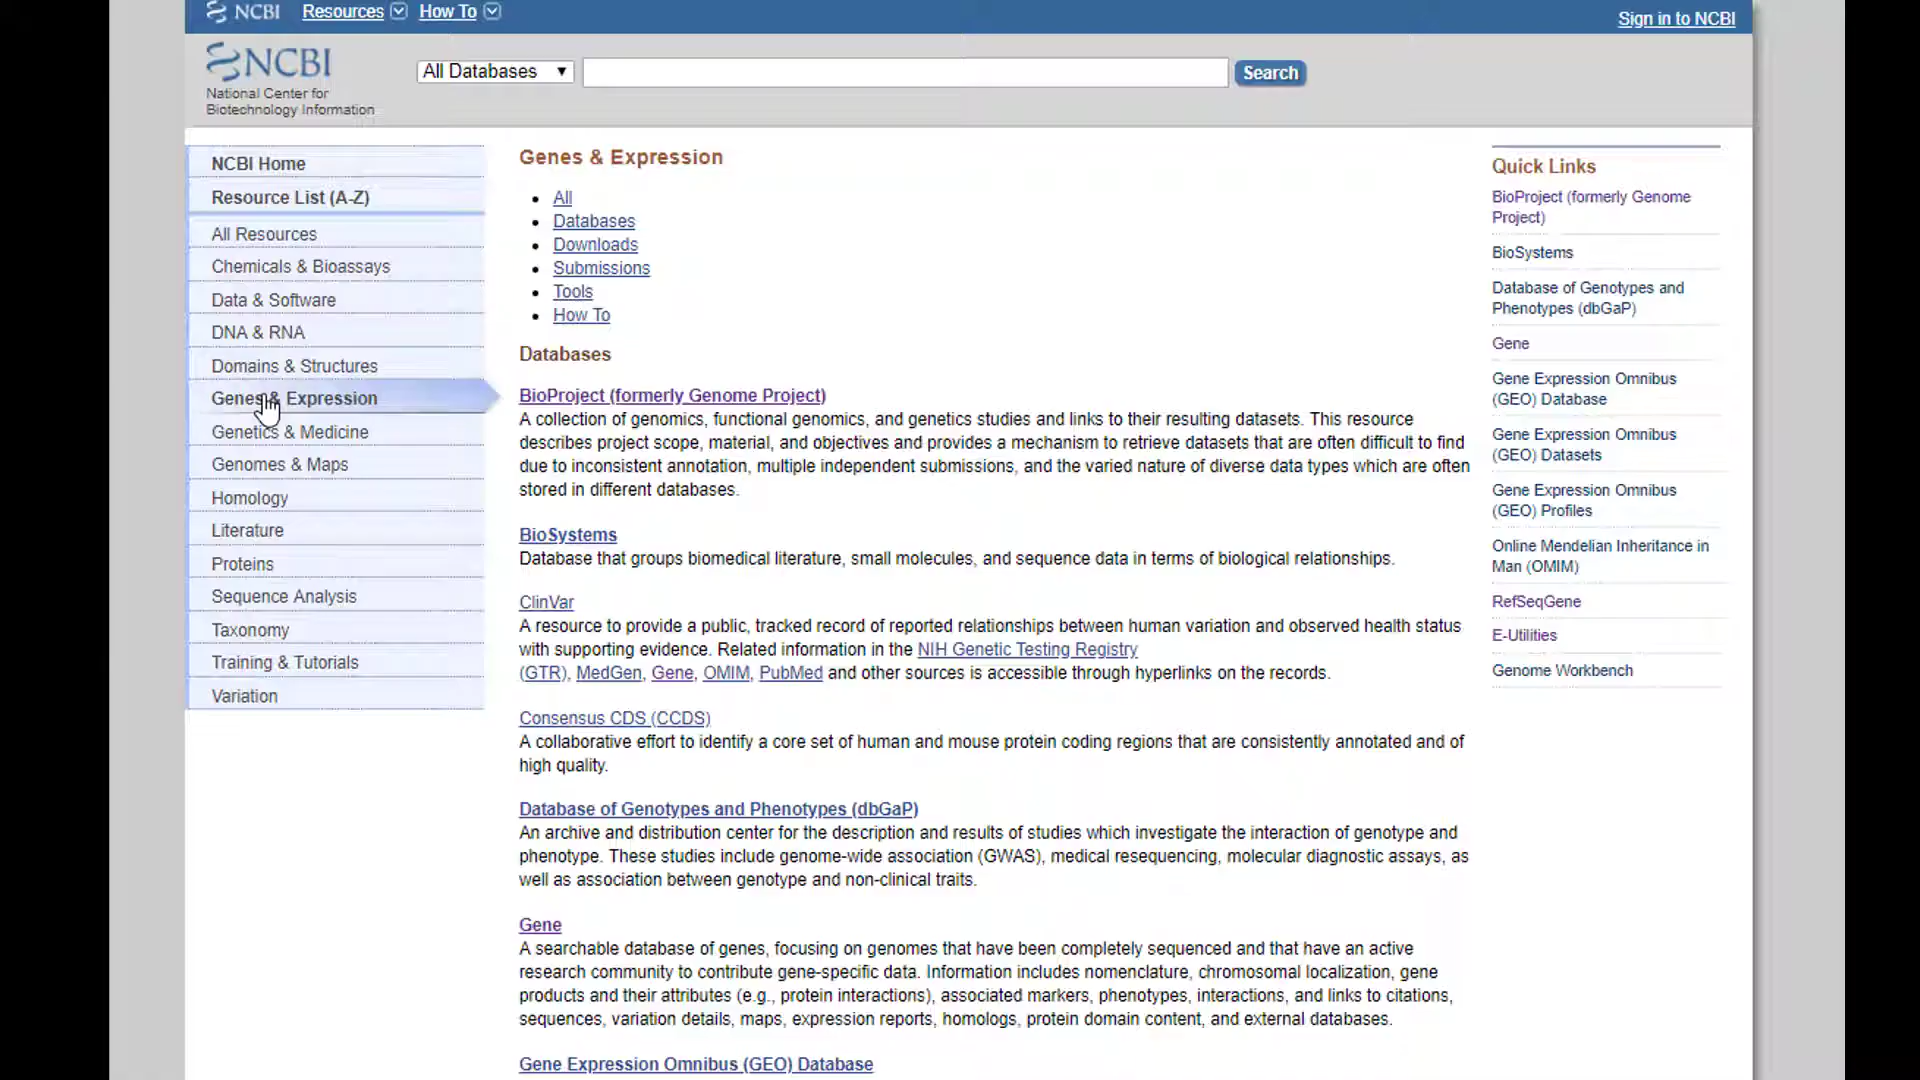 NCBI Resources How To
Sign in to NCBI
NCBI
National Center for
Biotechnology Information
All Databases
Search
NCBI Home
Resource List (A-Z)
All Resources
Chemicals & Bioassays
Data & Software
DNA & RNA
Domains & Structures
Genes & Expression
Genetics & Medicine
Genomes & Maps
Homology
Literature
Proteins
Sequence Analysis
Taxonomy
Training & Tutorials
Variation
Genes & Expression
All
Databases
Downloads
Submissions
Tools
How To
Databases
BioProject (formerly Genome Project)
A collection of genomics, functional genomics, and genetics studies and links to their resulting datasets. This resource
describes project scope, material, and objectives and provides a mechanism to retrieve datasets that are often difficult to find
due to inconsistent annotation, multiple independent submissions, and the varied nature of diverse data types which are often
stored in different databases.
BioSystems
Database that groups biomedical literature, small molecules, and sequence data in terms of biological relationships.
ClinVar
A resource to provide a public, tracked record of reported relationships between human variation and observed health status
with supporting evidence. Related information in the NIH Genetic Testing Registry
(GTR), MedGen, Gene, OMIM, PubMed and other sources is accessible through hyperlinks on the records.
Consensus CDS (CCDS)
A collaborative effort to identify a core set of human and mouse protein coding regions that are consistently annotated and of
high quality.
Database of Genotypes and Phenotypes (dbGaP)
An archive and distribution center for the description and results of studies which investigate the interaction of genotype and
phenotype. These studies include genome-wide association (GWAS), medical resequencing, molecular diagnostic assays, as
well as association between genotype and non-clinical traits.
Gene
A searchable database of genes, focusing on genomes that have been completely sequenced and that have an active
research community to contribute gene-specific data. Information includes nomenclature, chromosomal localization, gene
products and their attributes (e.g., protein interactions), associated markers, phenotypes, interactions, and links to citations,
sequences, variation details, maps, expression reports, homologs, protein domain content, and external databases.
Gene Expression Omnibus (GEO) Database
Quick Links
BioProject (formerly Genome
Project)
BioSystems
Database of Genotypes and
Phenotypes (dbGaP)
Gene
Gene Expression Omnibus
(GEO) Database
Gene Expression Omnibus
(GEO) Datasets
Gene Expression Omnibus
(GEO) Profiles
Online Mendelian Inheritance in
Man (OMIM)
RefSeqGene
E-Utilities
Genome Workbench